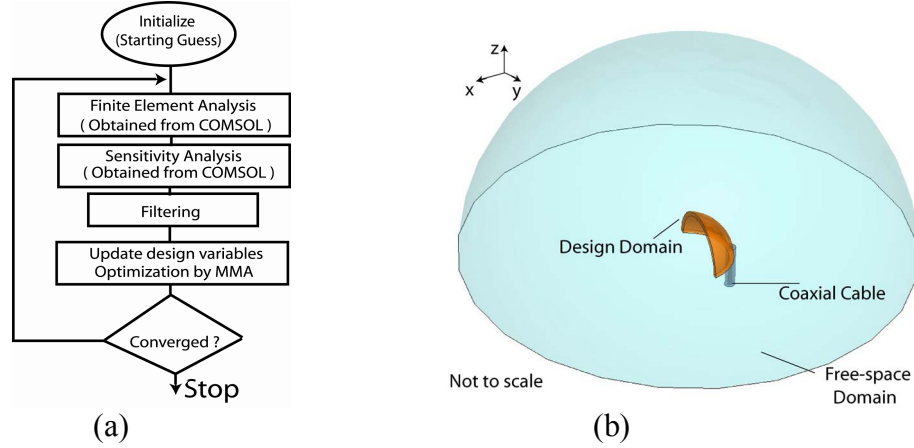 Initialize
(Starting Guess)
Finite Element Analysis
( Obtained from COMSOL )
Sensitivity Analysis
( Obtained from COMSOL )
Filtering
Update design variables
Optimization by MMA
Converged ?
Stop
(a)
z
x
y
Design Domain
Coaxial Cable
Not to scale
Free-space
Domain
(b)